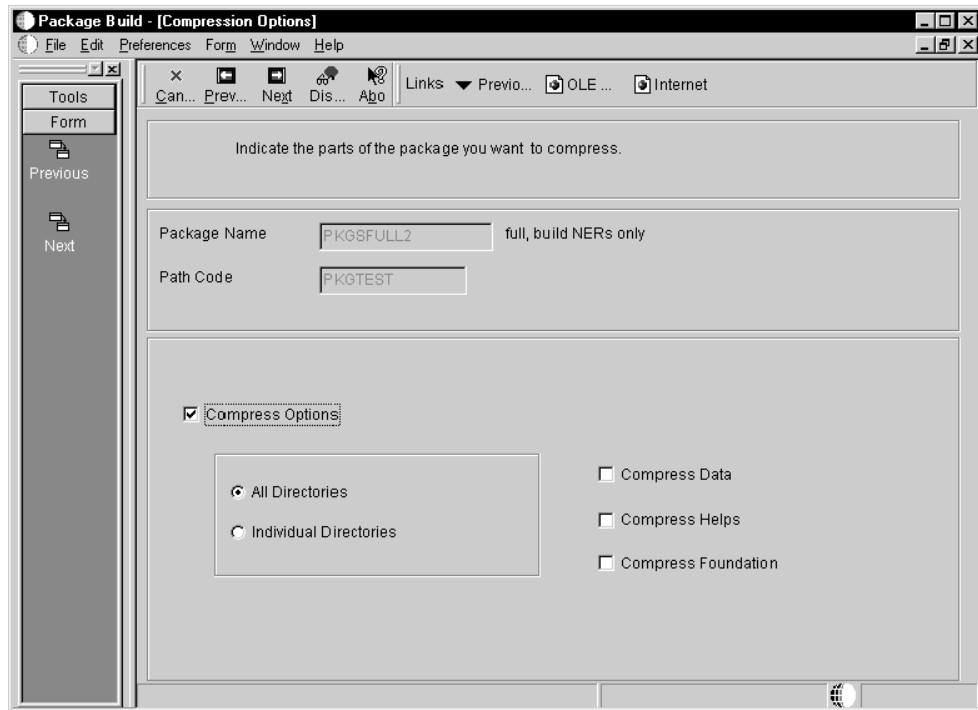 Package Build - [Compression Options]
File Edit Preferences Form Window Help
Tools
Form
Previous
Next
Can... Prev... Next Dis... Abo Links Previo... OLE ... Internet
Indicate the parts of the package you want to compress.
Package Name PKGSFULL2 full, build NERs only
Path Code PKGTEST
Compress Options
All Directories
Individual Directories
Compress Data
Compress Helps
Compress Foundation